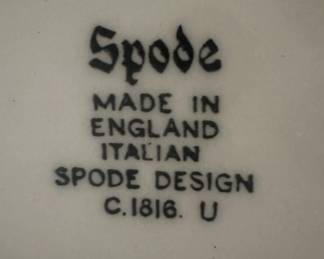 Spode
MADE IN
ENGLAND
ITALIAN
SPODE DESIGN
C.1816. U